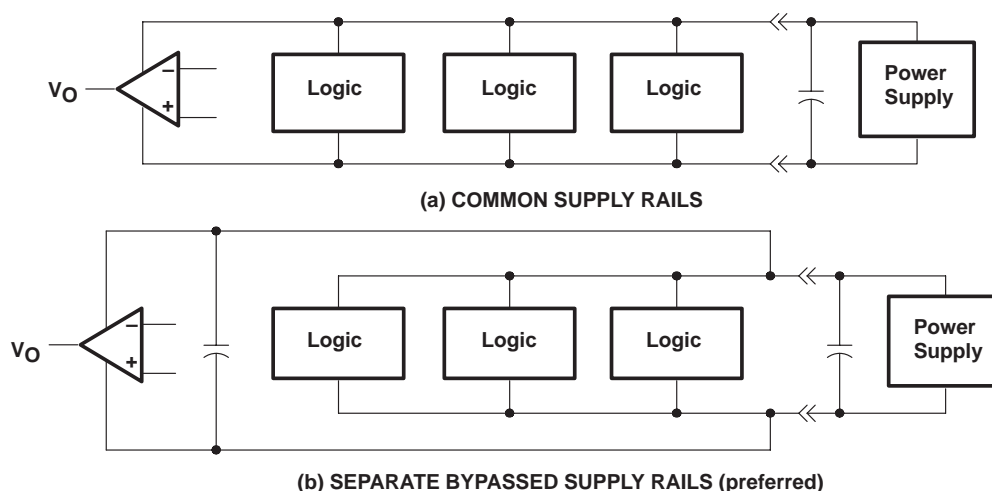 Logic
Logic
Logic
Power
Supply
−
+
VO
(a) COMMON SUPPLY RAILS
Logic
Logic
Logic
Power
Supply
−
+
VO
(b) SEPARATE BYPASSED SUPPLY RAILS (preferred)